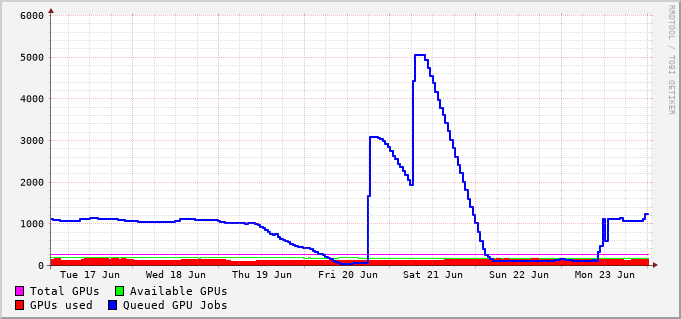 6000
5000
4000
3000
2000
1000
0
Tue 17 Jun Wed 18 Jun Thu 19 Jun Fri 20 Jun Sat 21 Jun Sun 22 Jun Mon 23 Jun
Total GPUs Available GPUs
GPUs used Queued GPU Jobs
RRDTOOL / TOBI OETIKER